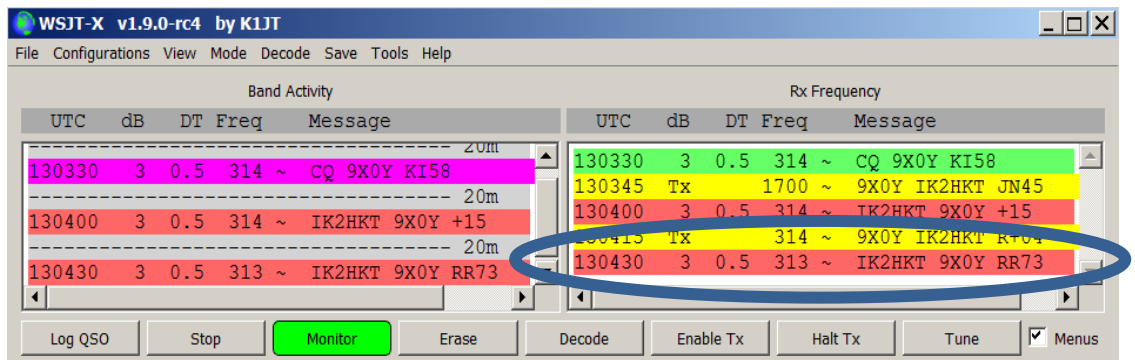 WSJT-X v1.9.0-rc4 by K1JT
File Configurations View Mode Decode Save Tools Help
Band Activity
UTC dB DT Freq Message
------------------------------------ 20m
130330 3 0.5 314 ~ CQ 9X0Y KI58
------------------------------------ 20m
130400 3 0.5 314 ~ IK2HKT 9X0Y +15
------------------------------------ 20m
130430 3 0.5 313 ~ IK2HKT 9X0Y RR73
Rx Frequency
UTC dB DT Freq Message
130330 3 0.5 314 ~ CQ 9X0Y KI58
130345 Tx 1700 ~ 9X0Y IK2HKT JN45
130400 3 0.5 314 ~ IK2HKT 9X0Y +15
130415 Tx 314 ~ 9X0Y IK2HKT R+04
130430 3 0.5 313 ~ IK2HKT 9X0Y RR73
Log QSO Stop Monitor Erase Decode Enable Tx Halt Tx Tune Menus